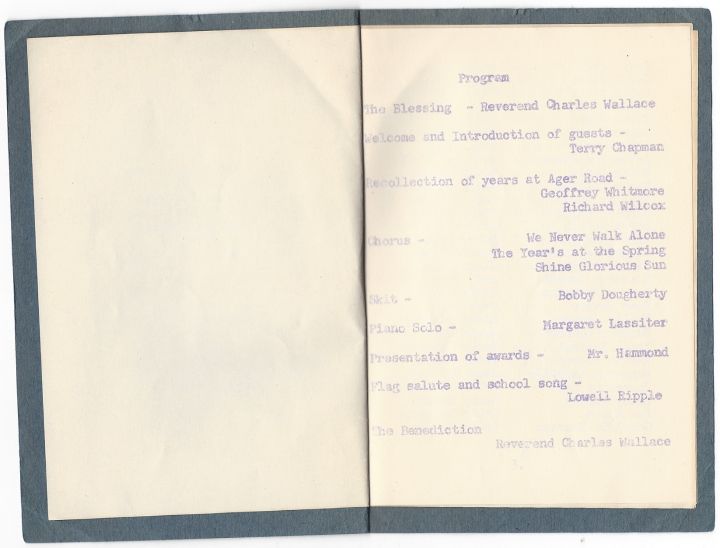 Program
The Blessing - Reverend Charles Wallace
Welcome and Introduction of guests -
Terry Chapman
Recollection of years at Ager Road -
Geoffrey Whitmore
Richard Wilcox
Chorus - We Never Walk Alone
The Year's at the Spring
Shine Glorious Sun
Skit - Bobby Dougherty
Piano Solo - Margaret Lassiter
Presentation of awards - Mr. Hammond
Flag salute and school song -
Lowell Ripple
The Benediction
Reverend Charles Wallace